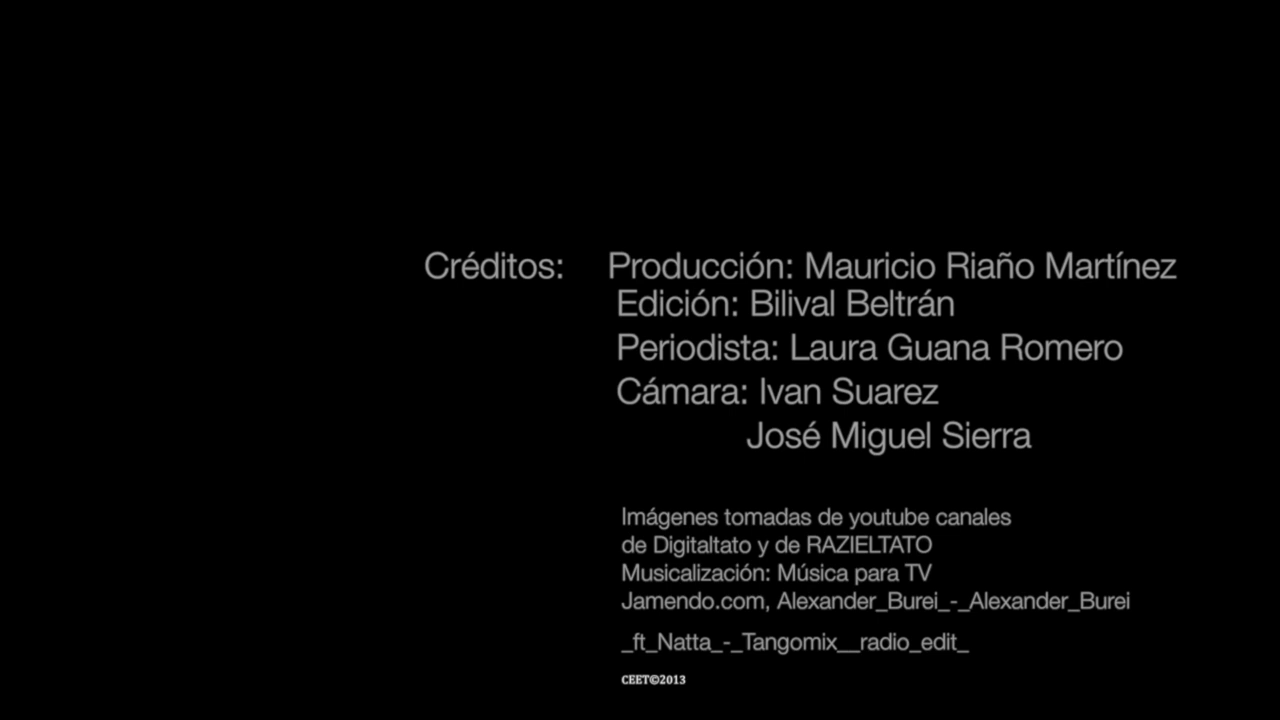 Créditos: Producción: Mauricio Riaño Martínez
Edición: Bilival Beltrán
Periodista: Laura Guana Romero
Cámara: Ivan Suarez
José Miguel Sierra
Imágenes tomadas de youtube canales
de Digitaltato y de RAZIELTATO
Musicalización: Música para TV
Jamendo.com, Alexander_Burei_-_Alexander_Burei
_ft_Natta_-_Tangomix__radio_edit_
CEET©2013